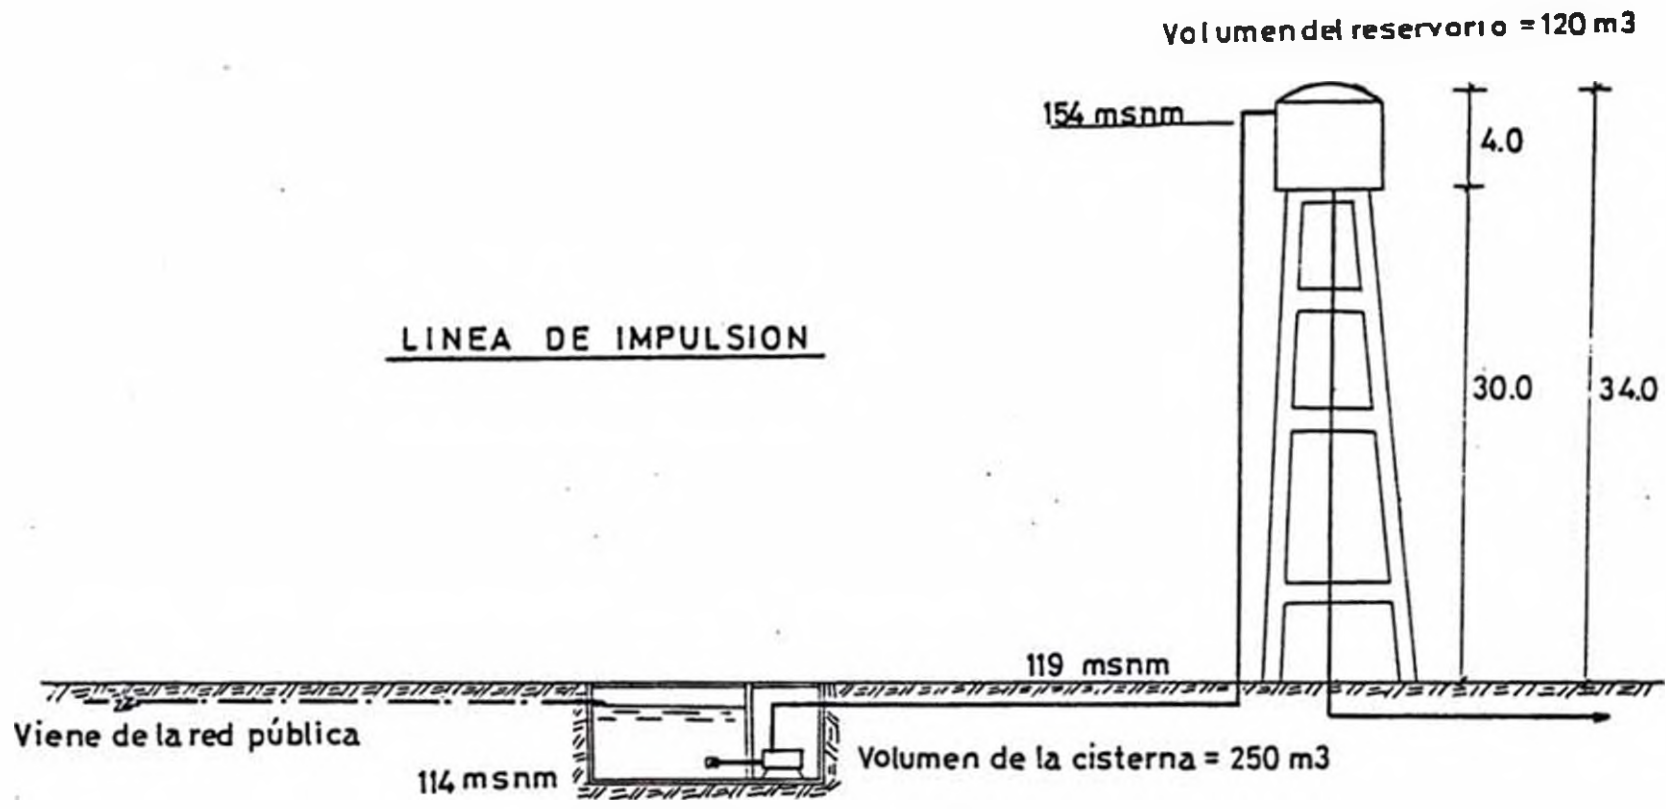 Volumen del reservorio = 120 m3
154 msnm
4.0
LINEA DE IMPULSION
30.0
34.0
119 msnm
Viene de la red pública
Volumen de la cisterna = 250 m3
114 msnm